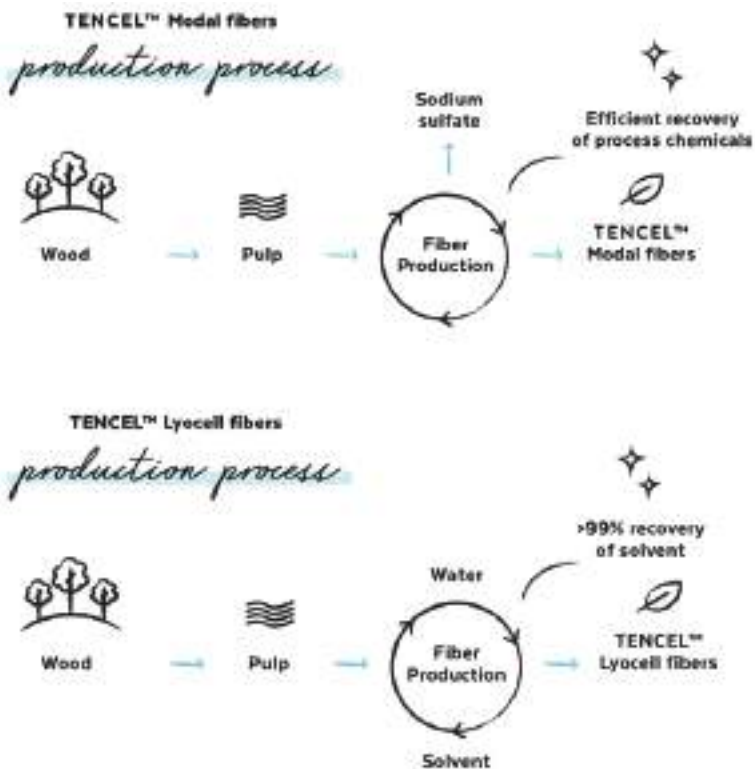 TENCEL™ Modal fibers
production process
Sodium
sulfate
Efficient recovery
of process chemicals
Wood
Pulp
Fiber
Production
TENCEL™
Modal fibers
TENCEL™ Lyocell fibers
production process
>99% recovery
of solvent
Water
Wood
Pulp
Fiber
Production
TENCEL™
Lyocell fibers
Solvent